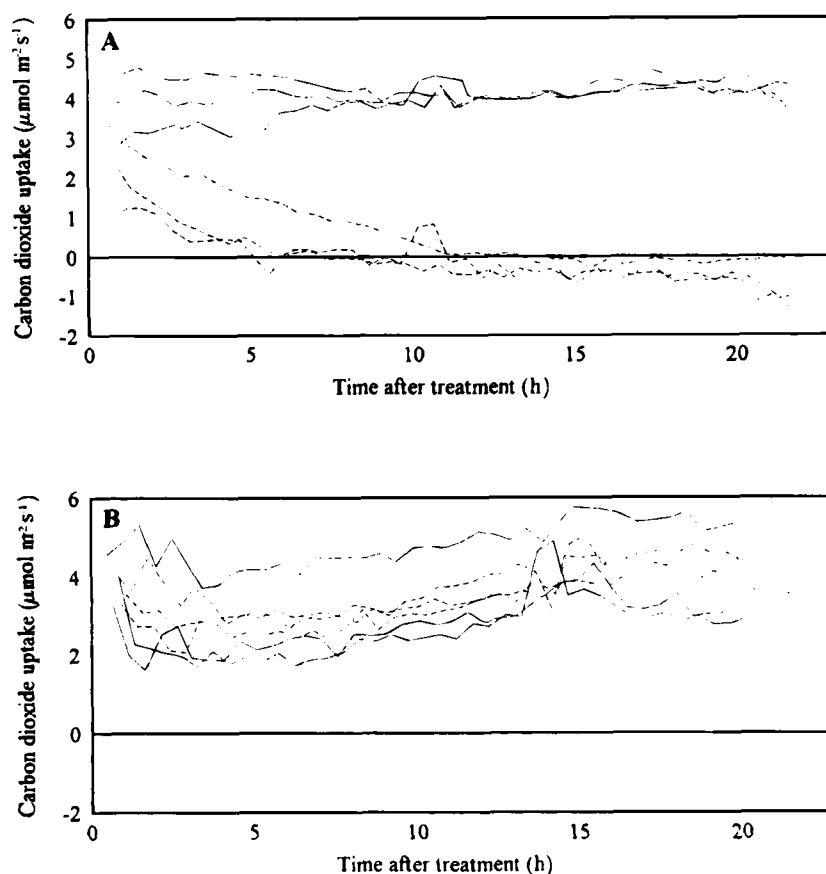 A
Carbon dioxide uptake (μmol m⁻² s⁻¹)
6
5
4
3
2
1
0
-1
-2
0 5 10 15 20
Time after treatment (h)
B
Carbon dioxide uptake (μmol m⁻² s⁻¹)
6
4
2
0
-2
0 5 10 15 20
Time after treatment (h)